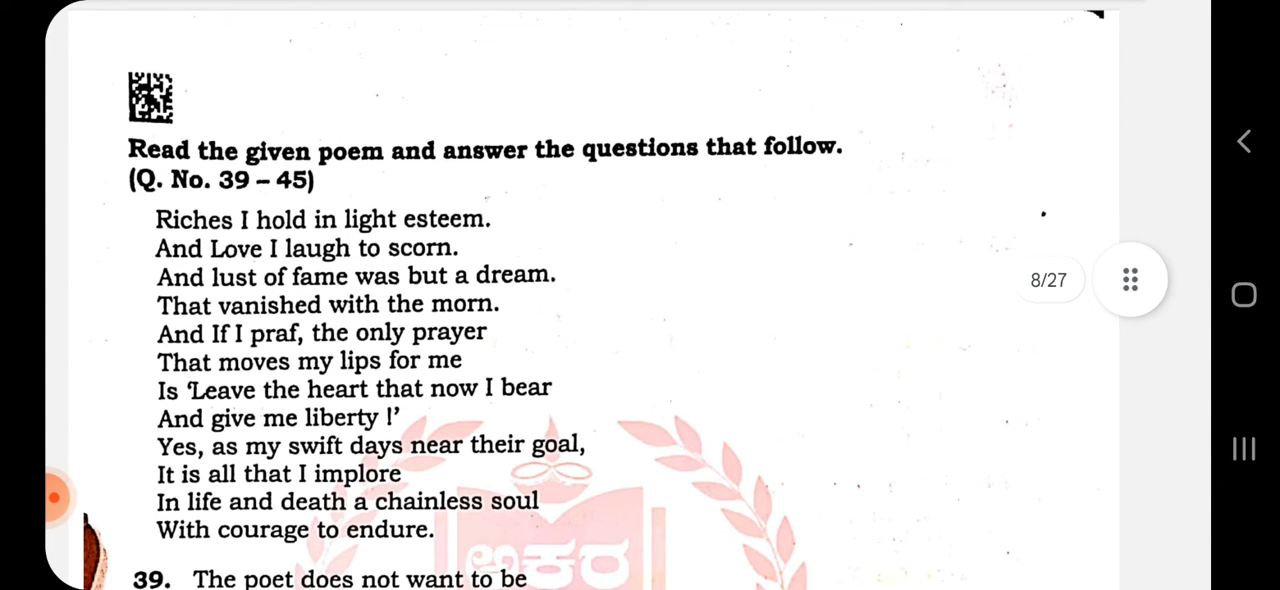 Read the given poem and answer the questions that follow.
(Q. No. 39 – 45)
Riches I hold in light esteem.
And Love I laugh to scorn.
And lust of fame was but a dream.
That vanished with the morn.
And If I praf, the only prayer
That moves my lips for me
Is ‘Leave the heart that now I bear
And give me liberty !’
Yes, as my swift days near their goal,
It is all that I implore
In life and death a chainless soul
With courage to endure.
39. The poet does not want to be
8/27
ಅಕ್ಷರ